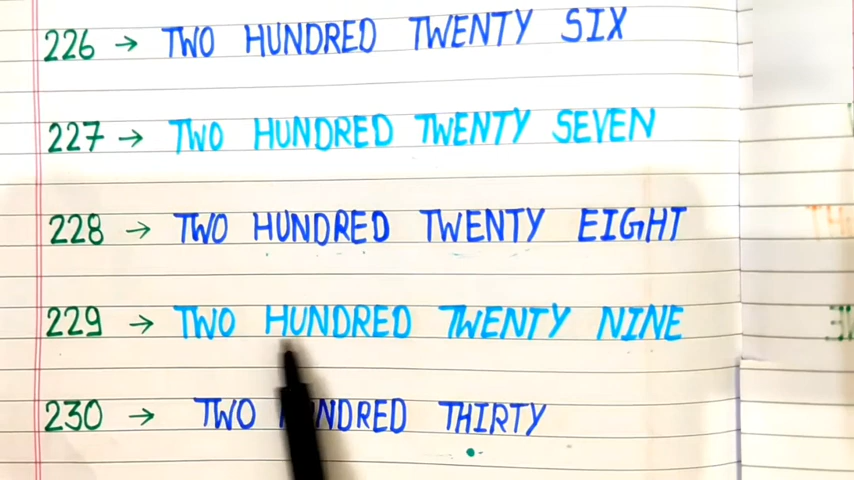 226 → TWO HUNDRED TWENTY SIX
227 → TWO HUNDRED TWENTY SEVEN
228 → TWO HUNDRED TWENTY EIGHT
229 → TWO HUNDRED TWENTY NINE
230 → TWO HUNDRED THIRTY